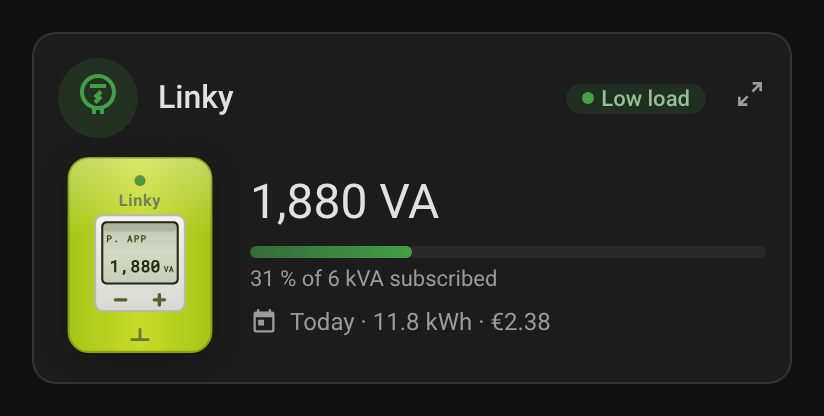 Linky
Low load
Linky
P. APP
1,880 VA
1,880 VA
31 % of 6 kVA subscribed
Today · 11.8 kWh · €2.38